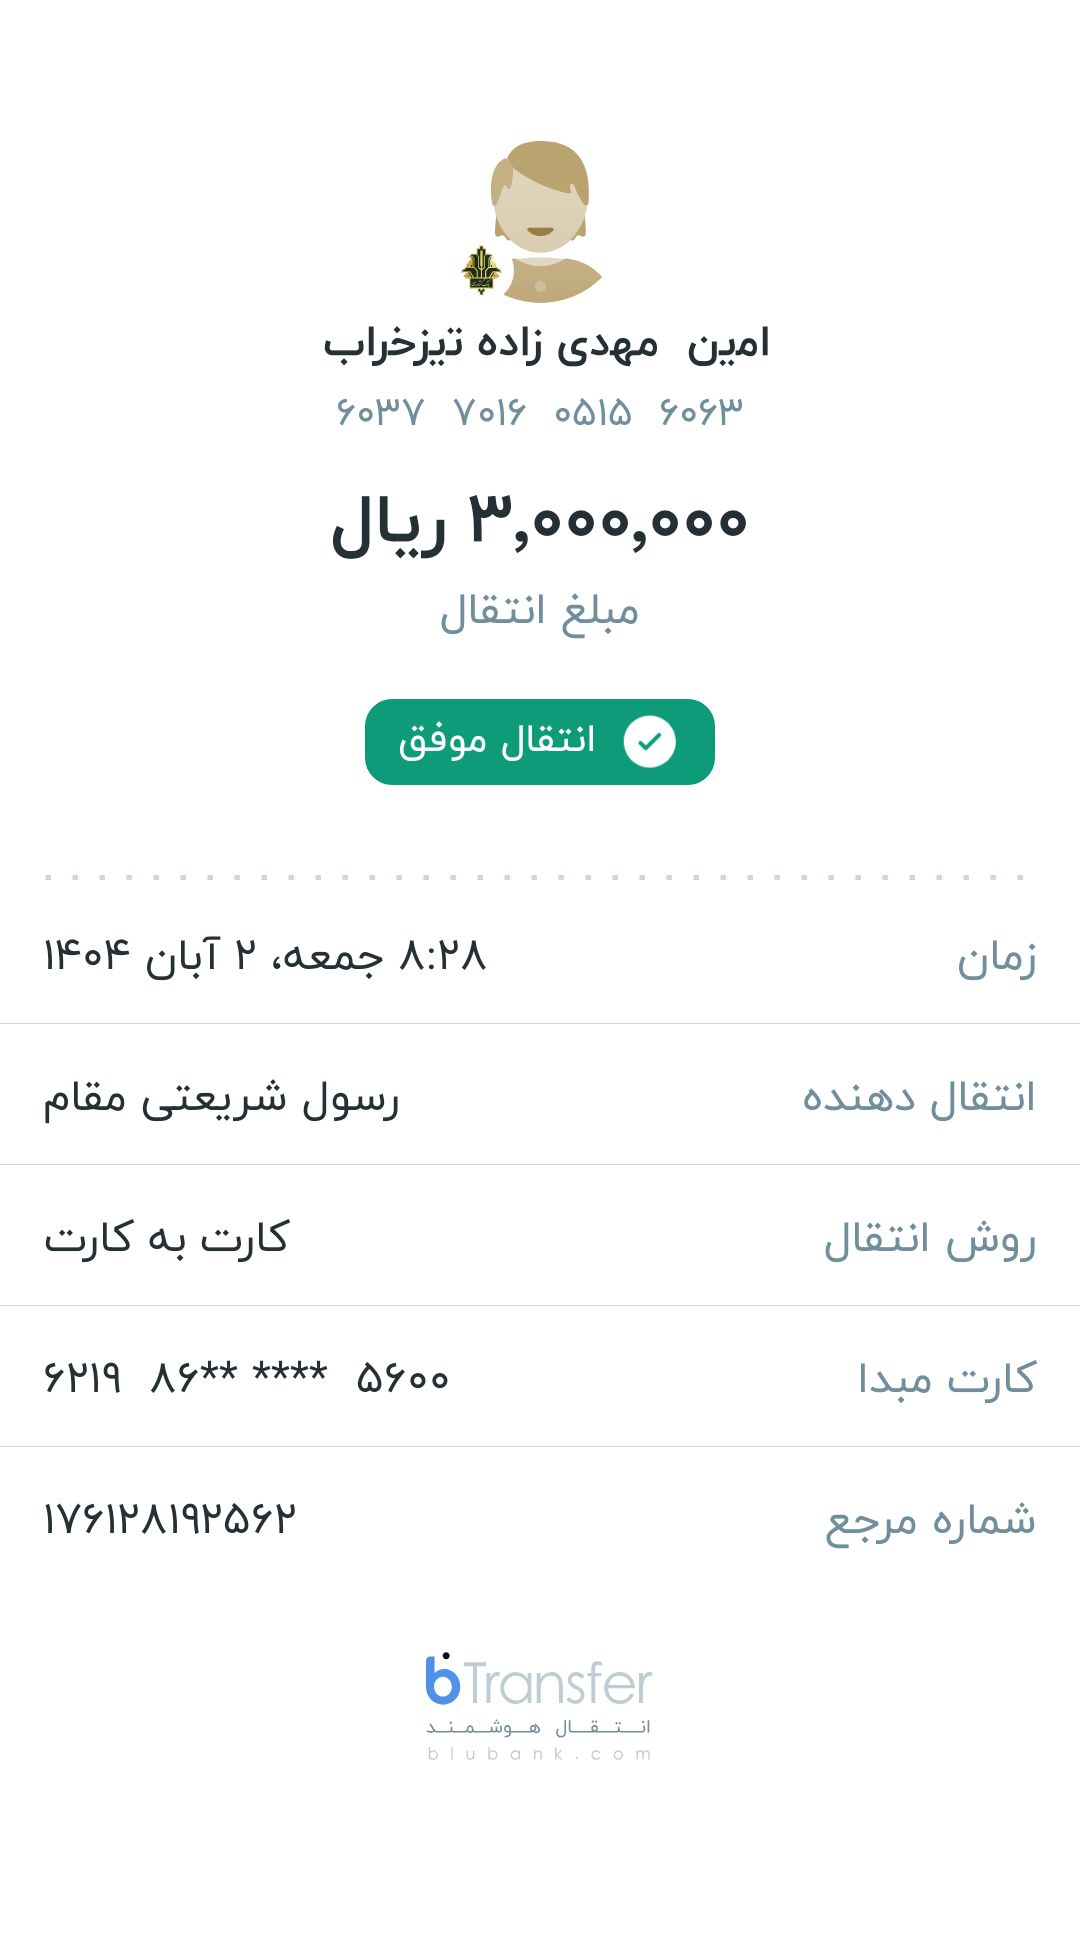 امین مهدی زاده تیزخراب
۶۰۳۷ ۷۰۱۶ ۰۵۱۵ ۶۰۶۳
۳,۰۰۰,۰۰۰ ریال
مبلغ انتقال
انتقال موفق
زمان ۸:۲۸ جمعه، ۲ آبان ۱۴۰۴
انتقال دهنده رسول شریعتی مقام
روش انتقال کارت به کارت
کارت مبدا ۶۲۱۹ ۸۶** **** ۵۶۰۰
شماره مرجع ۱۷۶۱۲۸۱۹۲۵۶۲
bTransfer
انـتـقـال هـوشـمـنـد
blubank.com